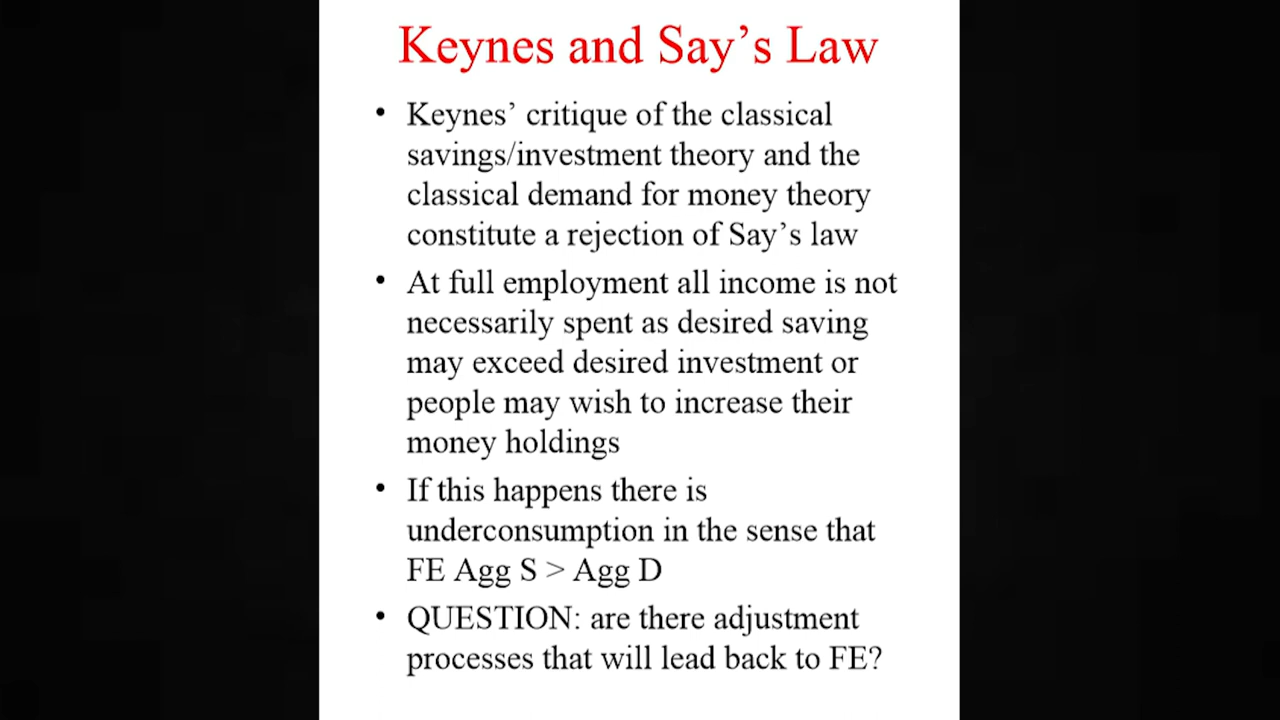 Keynes and Say’s Law
• Keynes’ critique of the classical
savings/investment theory and the
classical demand for money theory
constitute a rejection of Say’s law
• At full employment all income is not
necessarily spent as desired saving
may exceed desired investment or
people may wish to increase their
money holdings
• If this happens there is
underconsumption in the sense that
FE Agg S > Agg D
• QUESTION: are there adjustment
processes that will lead back to FE?